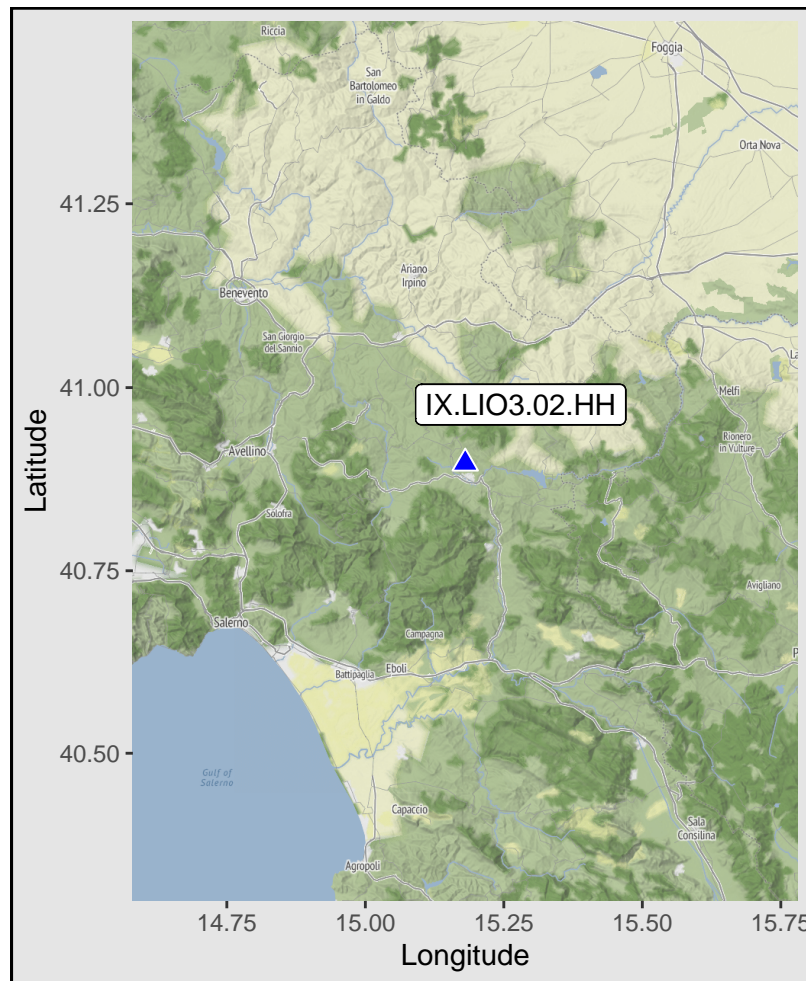 Riccia
Foggia
San
Bartolomeo
in Galdo
Orta Nova
41.25
Ariano
Irpino
Benevento
San Giorgio
del Sannio
41.00
Melfi
IX.LIO3.02.HH
Rionero
in Vulture
Avellino
Latitude
Solofra
40.75
Avigliano
Salerno
Campagna
Eboli
Battipaglia
40.50
Gulf of
Salerno
Capaccio
Sala
Consilina
Agropoli
14.75
15.00
15.25
15.50
15.75
Longitude